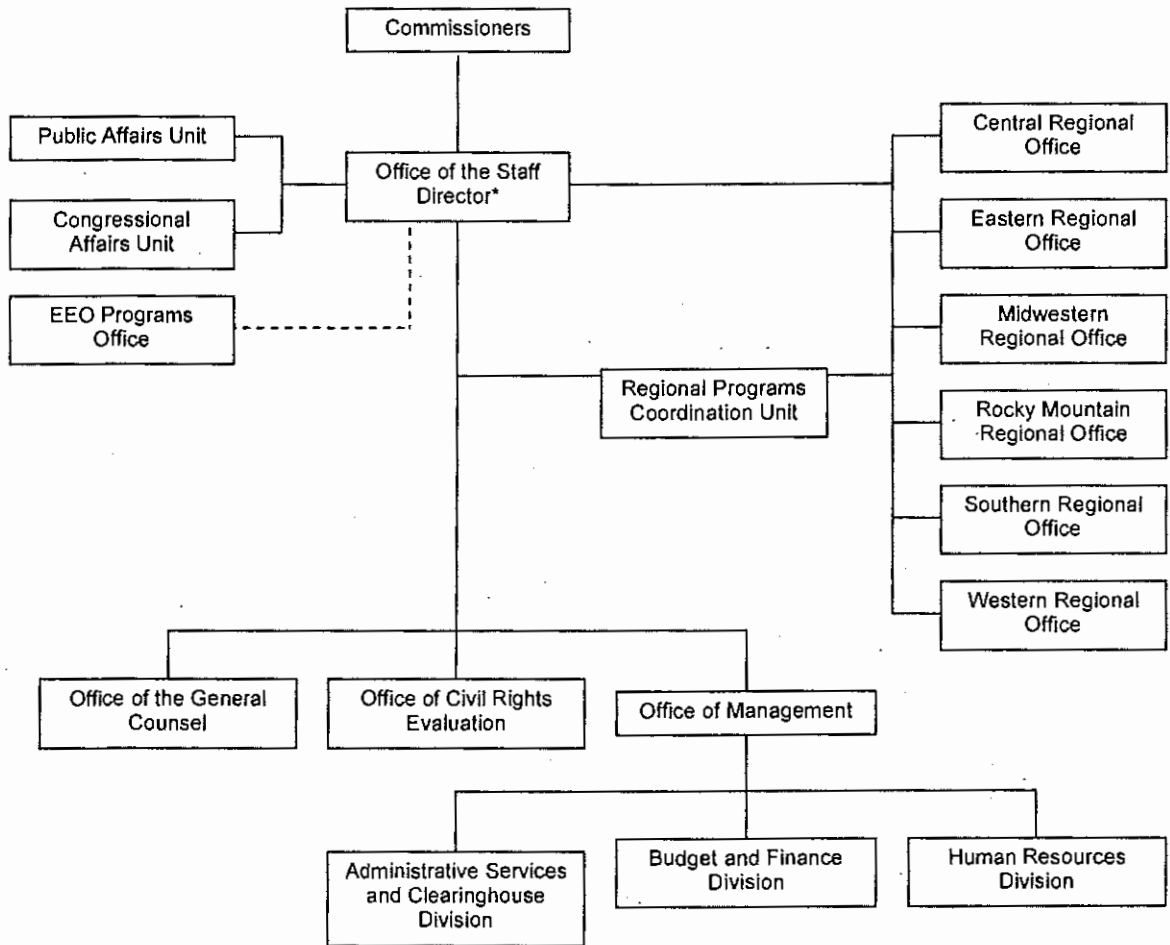 Commissioners
Public Affairs Unit
Office of the Staff
Director*
Congressional
Affairs Unit
EEO Programs
Office
Central Regional
Office
Eastern Regional
Office
Midwestern
Regional Office
Regional Programs
Coordination Unit
Rocky Mountain
Regional Office
Southern Regional
Office
Western Regional
Office
Office of the General
Counsel
Office of Civil Rights
Evaluation
Office of Management
Administrative Services
and Clearinghouse
Division
Budget and Finance
Division
Human Resources
Division